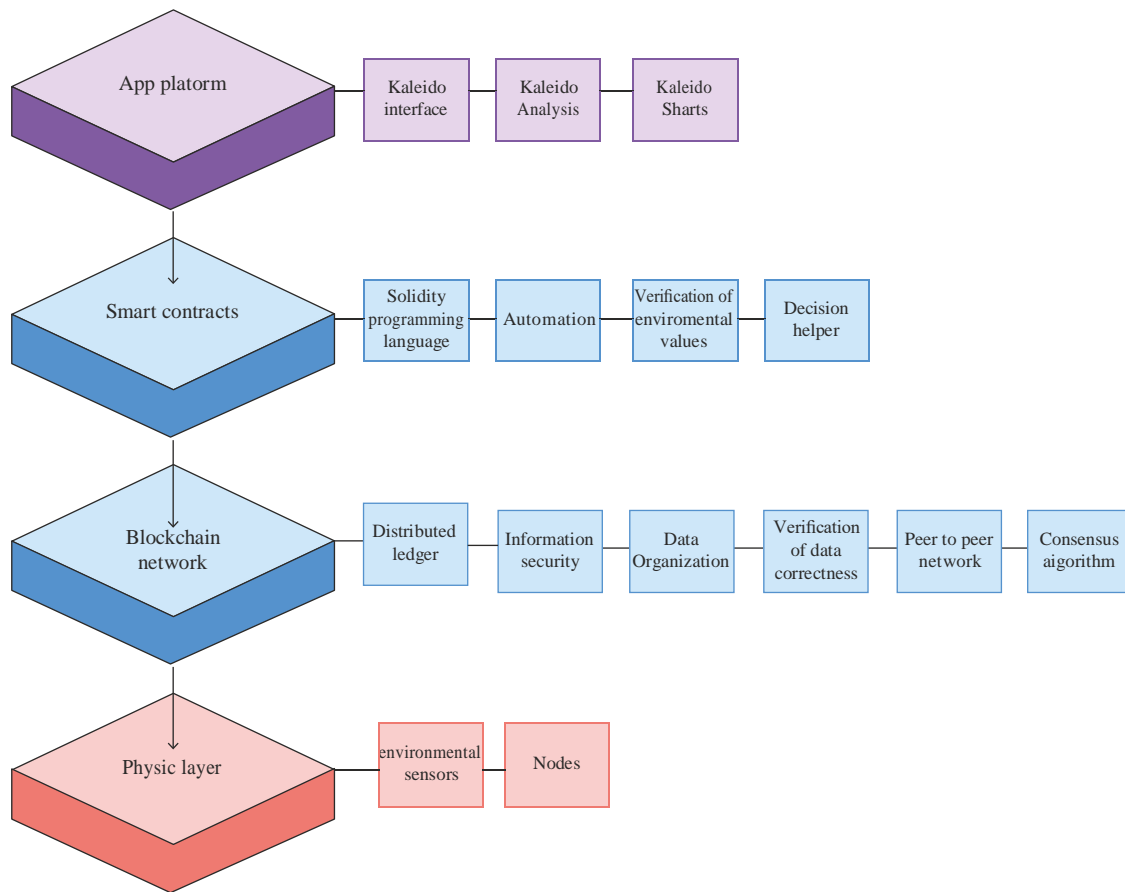 App platorm
Kaleido
interface
Kaleido
Analysis
Kaleido
Sharts
Smart contracts
Solidity
programming
language
Automation
Verification of
enviromental
values
Decision
helper
Blockchain
network
Distributed
ledger
Information
security
Data
Organization
Verification
of data
correctness
Peer to peer
network
Consensus
aigorithm
Physic layer
environmental
sensors
Nodes